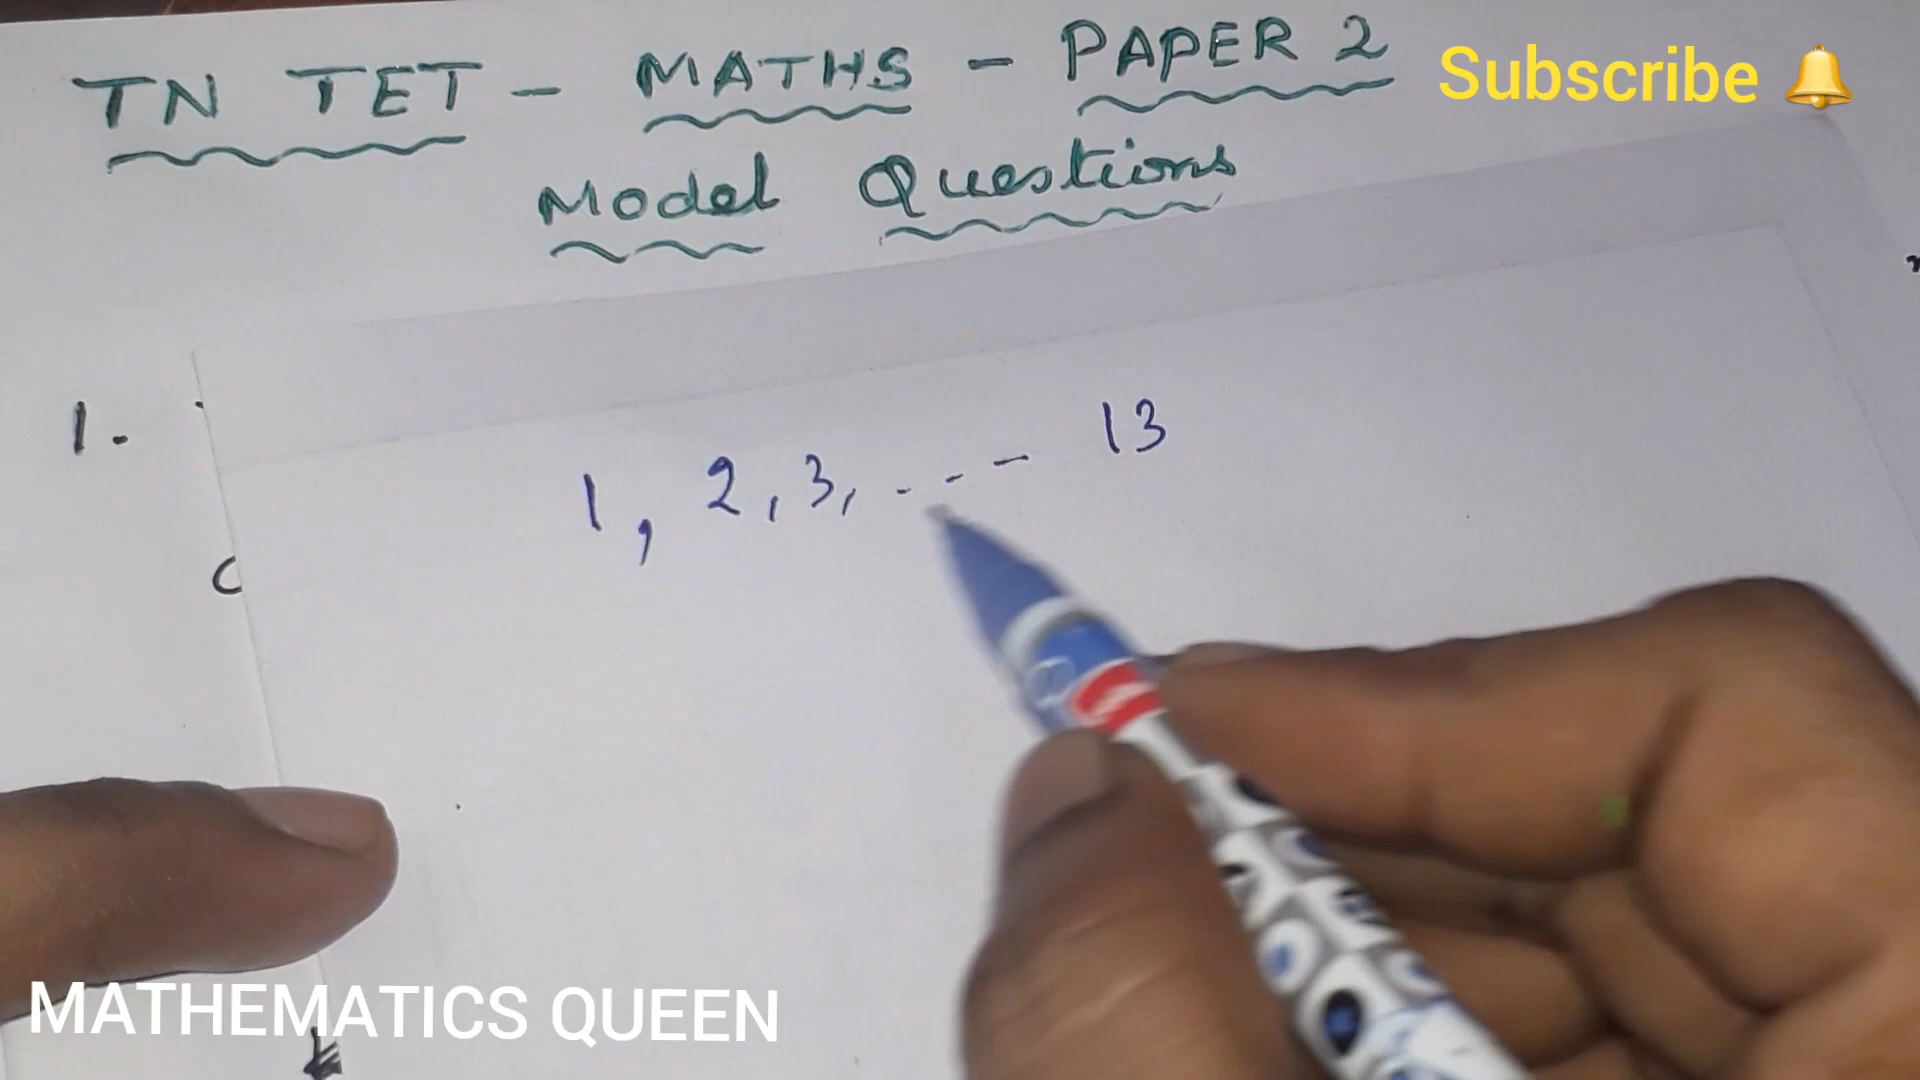 TN TET - MATHS - PAPER 2
Subscribe 🔔
Model Questions
1.
1, 2, 3, ... - 13
MATHEMATICS QUEEN